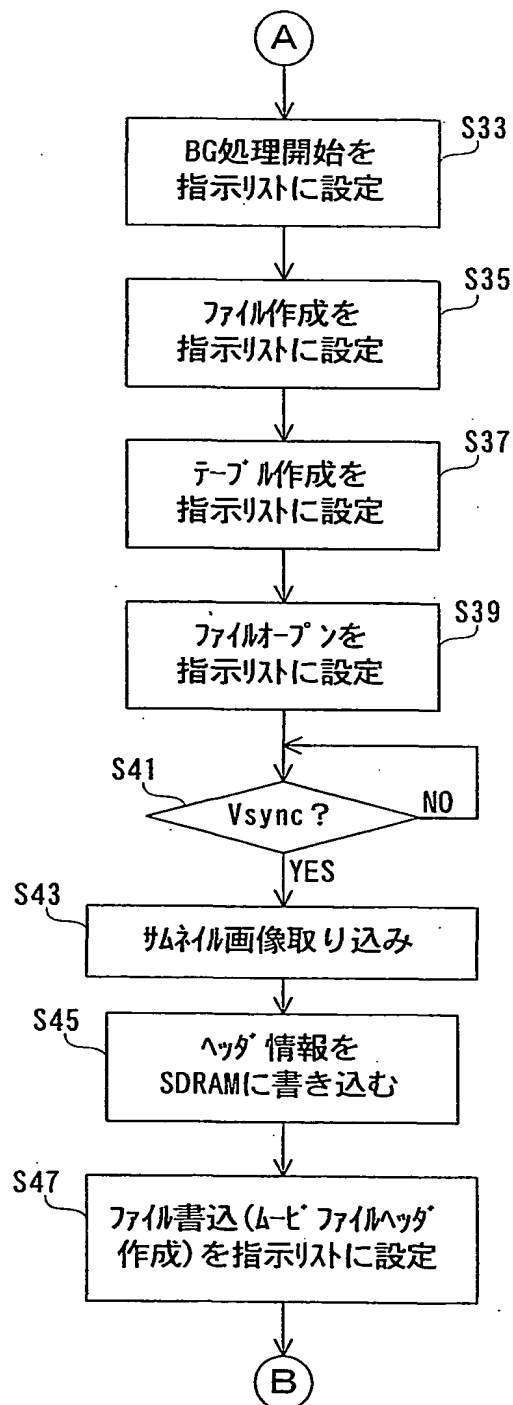 A
S33
BG処理開始を
指示ﾘｽﾄに設定
S35
ﾌｧｲﾙ作成を
指示ﾘｽﾄに設定
S37
ﾃｰﾌﾞﾙ作成を
指示ﾘｽﾄに設定
S39
ﾌｧｲﾙｵｰﾌﾟﾝを
指示ﾘｽﾄに設定
S41
Vsync?
NO
YES
S43
ｻﾑﾈｲﾙ画像取り込み
S45
ﾍｯﾀﾞ情報を
SDRAMに書き込む
S47
ﾌｧｲﾙ書込(ﾑｰﾋﾞﾌｧｲﾙﾍｯﾀﾞ
作成)を指示ﾘｽﾄに設定
B